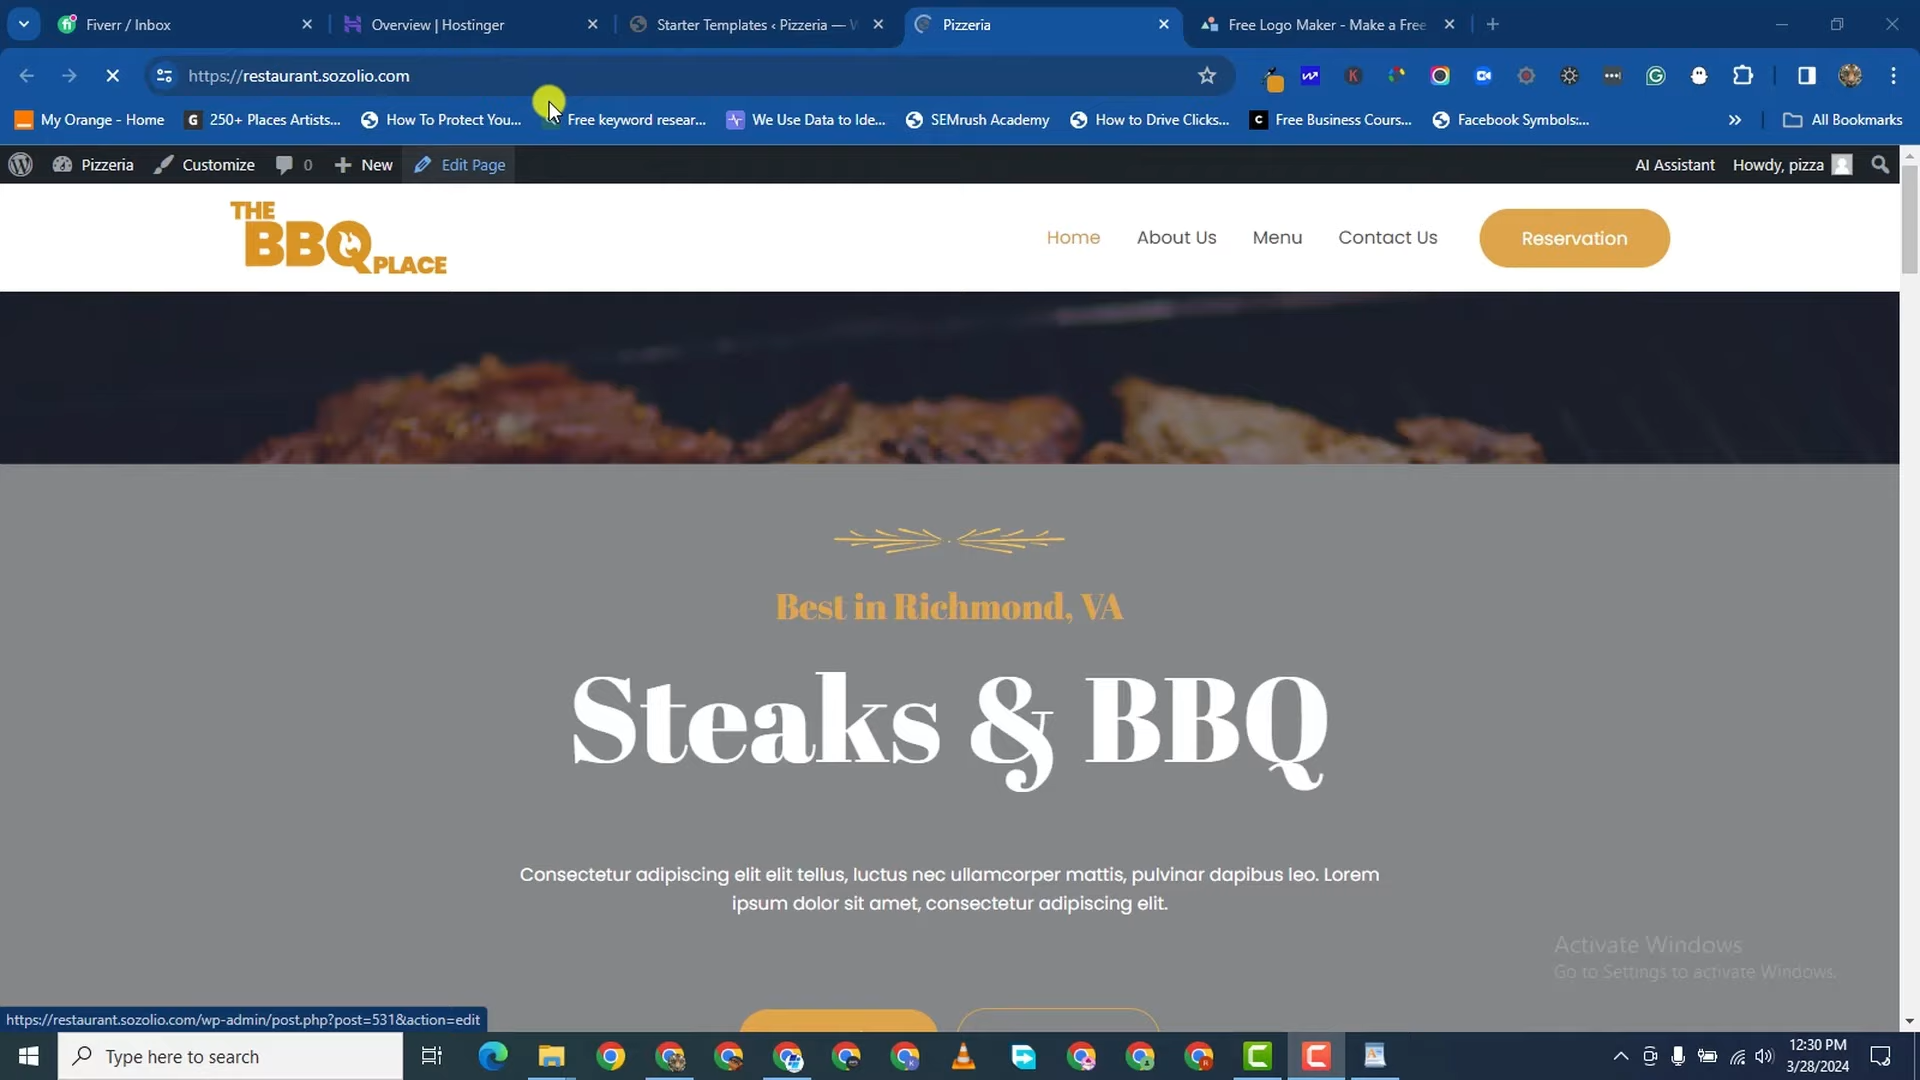 Fiverr / Inbox
Overview | Hostinger
Starter Templates ‹ Pizzeria —
Pizzeria
Free Logo Maker - Make a Free
https://restaurant.sozolio.com
My Orange - Home
250+ Places Artists...
How To Protect You...
Free keyword resear...
We Use Data to Ide...
SEMrush Academy
How to Drive Clicks...
Free Business Cours...
Facebook Symbols:...
All Bookmarks
Pizzeria
Customize
0
New
Edit Page
AI Assistant
Howdy, pizza
THE
BBQ
PLACE
Home
About Us
Menu
Contact Us
Reservation
Best in Richmond, VA
Steaks & BBQ
Consectetur adipiscing elit elit tellus, luctus nec ullamcorper mattis, pulvinar dapibus leo. Lorem
ipsum dolor sit amet, consectetur adipiscing elit.
Activate Windows
Go to Settings to activate Windows.
https://restaurant.sozolio.com/wp-admin/post.php?post=531&action=edit
Type here to search
12:30 PM
3/28/2024